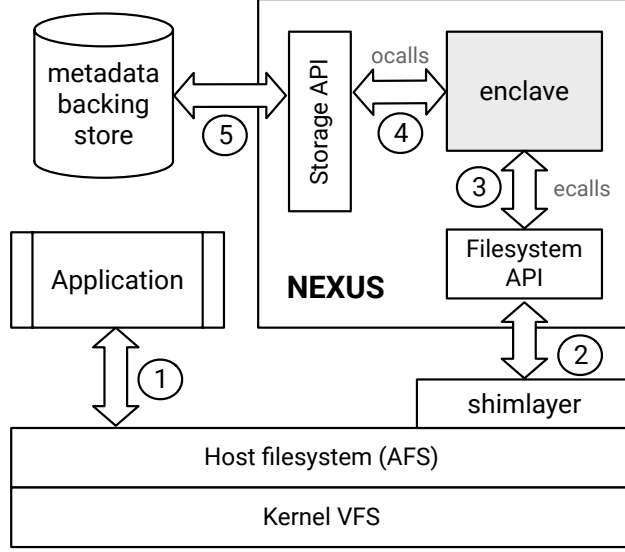 metadata
backing
store
5
Storage API
ocalls
4
enclave
3
ecalls
Filesystem
API
NEXUS
Application
1
2
shimlayer
Host filesystem (AFS)
Kernel VFS